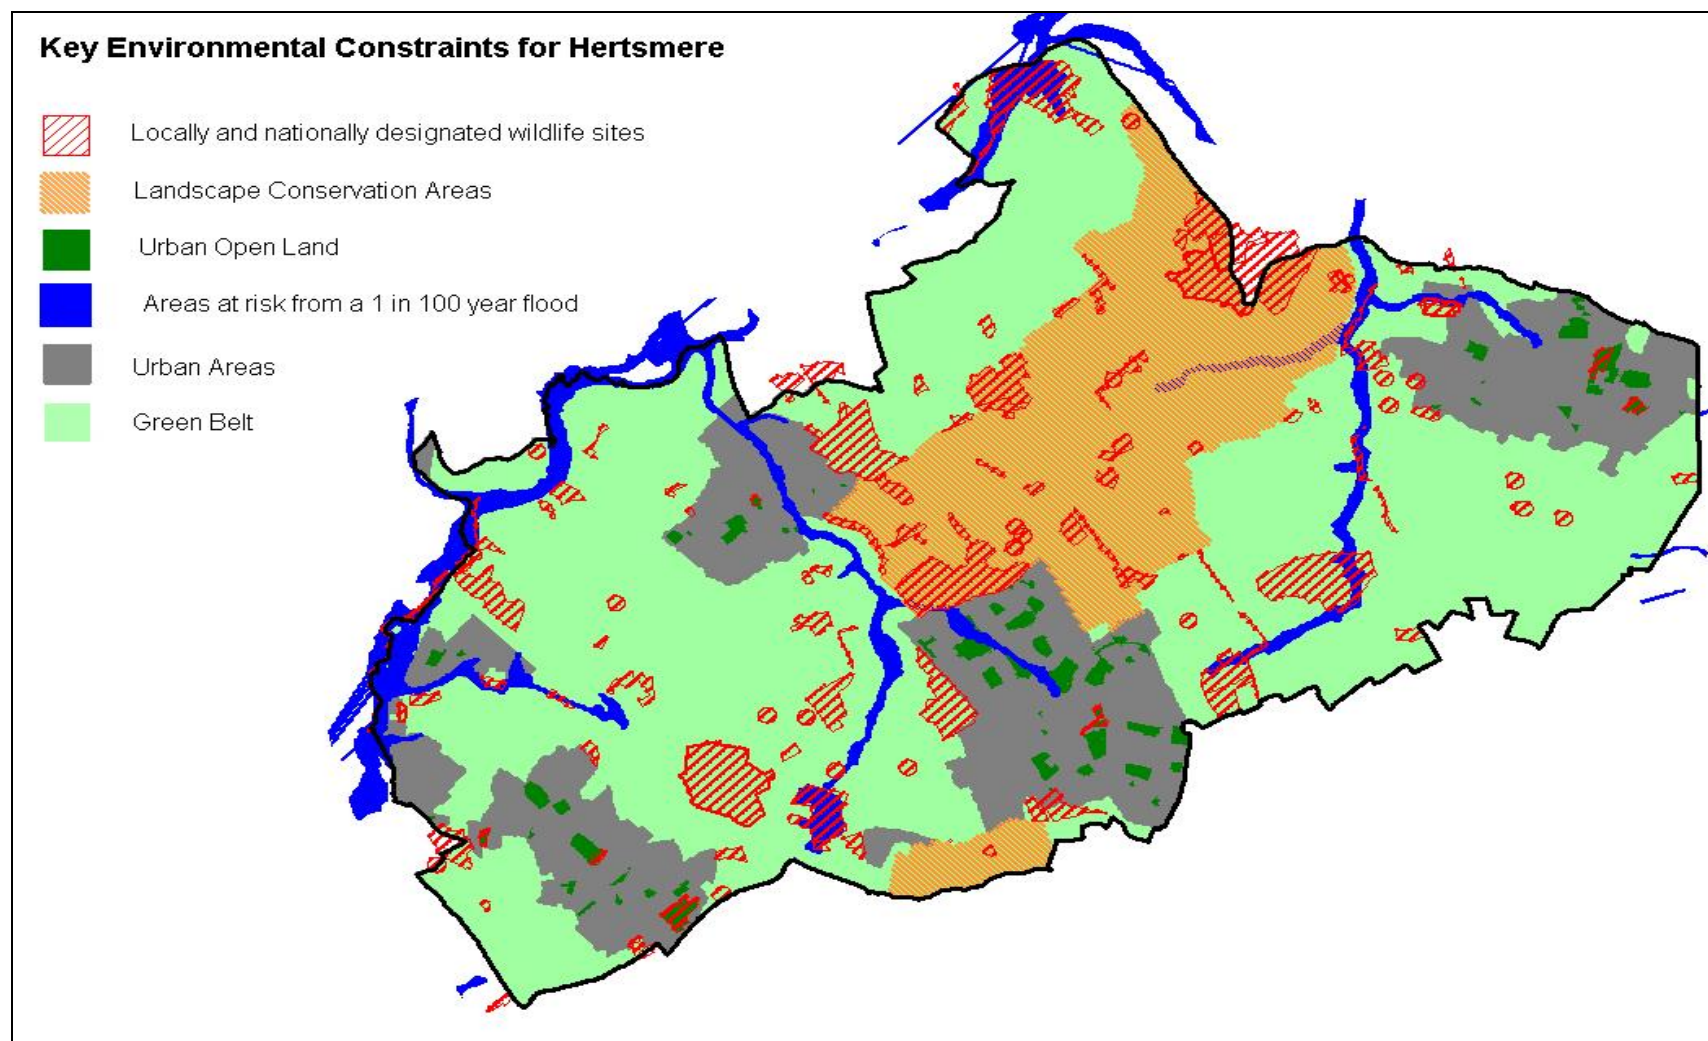 Key Environmental Constraints for Hertsmere
Locally and nationally designated wildlife sites
Landscape Conservation Areas
Urban Open Land
Areas at risk from a 1 in 100 year flood
Urban Areas
Green Belt